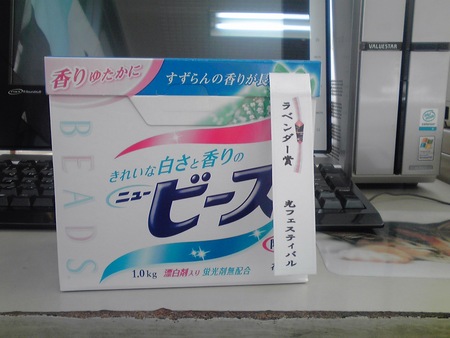 香りゆたかに
すずらんの香りが長
BEADS
きれいな白さと香りの
ニュー
ビーズ
1.0kg 漂白剤入り 蛍光剤無配合
ラベンダー賞
光フェスティバル
VALUESTAR